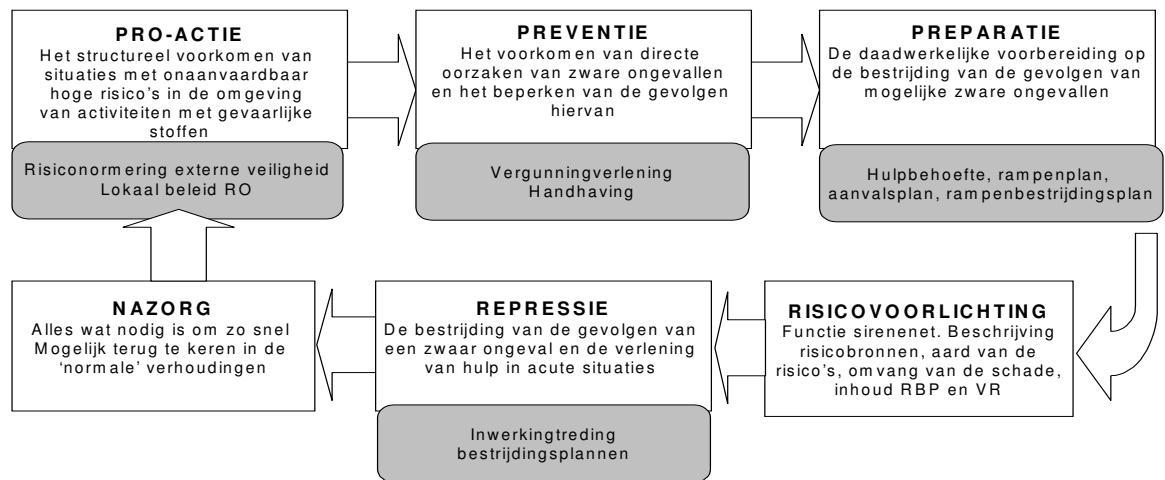 PRO-ACTIE
Het structureel voorkomen van
situaties met onaanvaardbaar
hoge risico's in de omgeving
van activiteiten met gevaarlijke
stoffen
Risiconormering externe veiligheid
Lokaal beleid RO
PREVENTIE
Het voorkomen van directe
oorzaken van zware ongevallen
en het beperken van de gevolgen
hiervan
Vergunningverlening
Handhaving
PREPARATIE
De daadwerkelijke voorbereiding op
de bestrijding van de gevolgen van
mogelijke zware ongevallen
Hulpbehoefte, rampenplan,
aanvalsplan, rampenbestrijdingsplan
RISICOVOORLICHTING
Functie sirenenet. Beschrijving
risicobronnen, aard van de
risico's, omvang van de schade,
inhoud RBP en VR
REPRESSIE
De bestrijding van de gevolgen van
een zwaar ongeval en de verlening
van hulp in acute situaties
Inwerkingtreding
bestrijdingsplannen
NAZORG
Alles wat nodig is om zo snel
Mogelijk terug te keren in de
'normale' verhoudingen